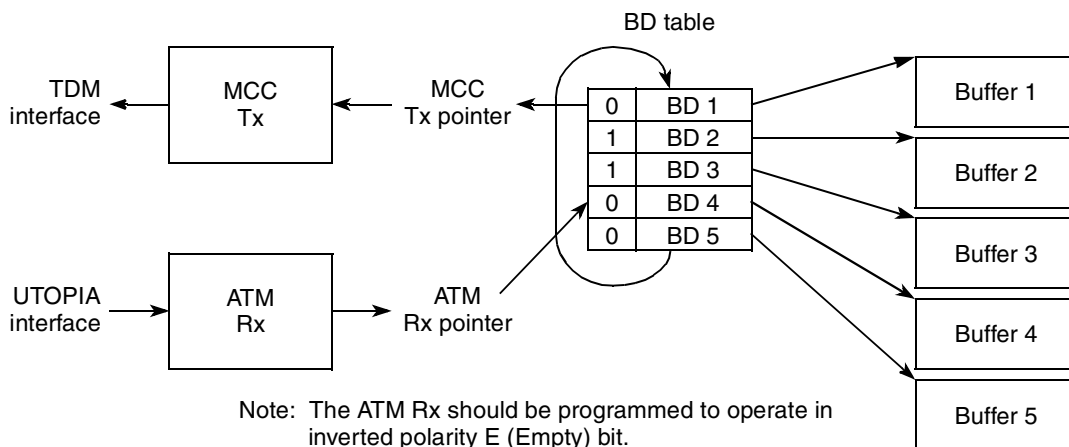 BD table
TDM
interface
MCC
Tx
MCC
Tx pointer
0 BD 1
1 BD 2
1 BD 3
0 BD 4
0 BD 5
Buffer 1
Buffer 2
Buffer 3
Buffer 4
Buffer 5
UTOPIA
interface
ATM
Rx
ATM
Rx pointer
Note: The ATM Rx should be programmed to operate in
inverted polarity E (Empty) bit.